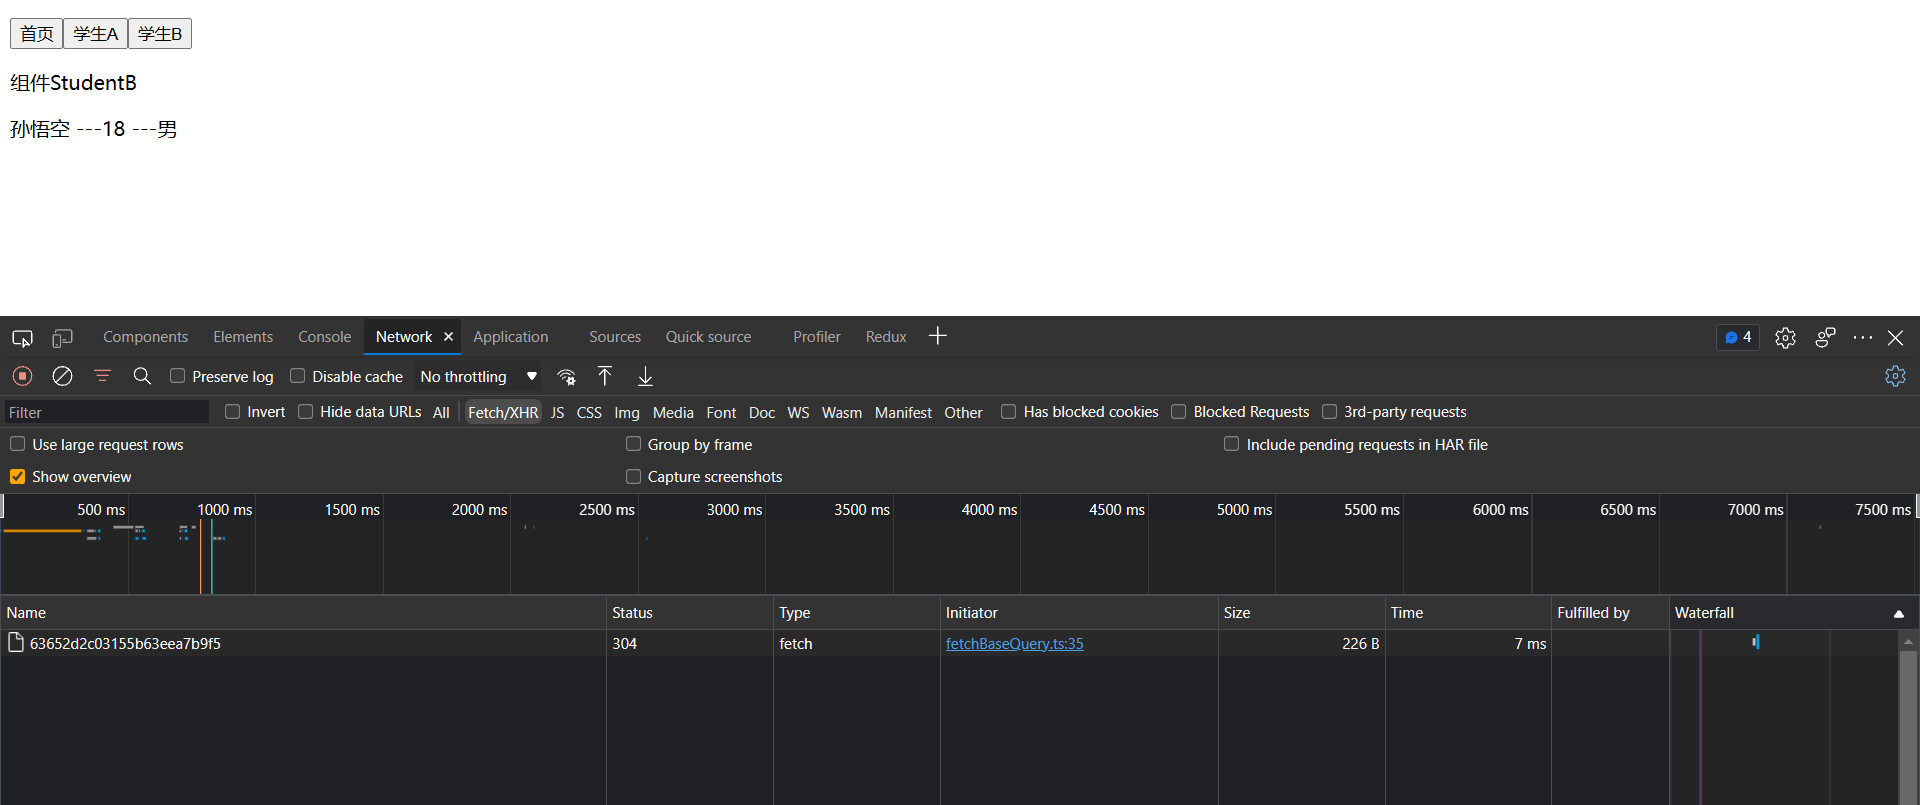 首页 学生A 学生B
组件StudentB
孙悟空 ---18 ---男
Components Elements Console Network Application Sources Quick source Profiler Redux 4
Preserve log Disable cache No throttling
Filter Invert Hide data URLs All Fetch/XHR JS CSS Img Media Font Doc WS Wasm Manifest Other Has blocked cookies Blocked Requests 3rd-party requests
Use large request rows Group by frame Include pending requests in HAR file
Show overview Capture screenshots
500 ms 1000 ms 1500 ms 2000 ms 2500 ms 3000 ms 3500 ms 4000 ms 4500 ms 5000 ms 5500 ms 6000 ms 6500 ms 7000 ms 7500 ms
Name Status Type Initiator Size Time Fulfilled by Waterfall
63652d2c03155b63eea7b9f5 304 fetch fetchBaseQuery.ts:35 226 B 7 ms